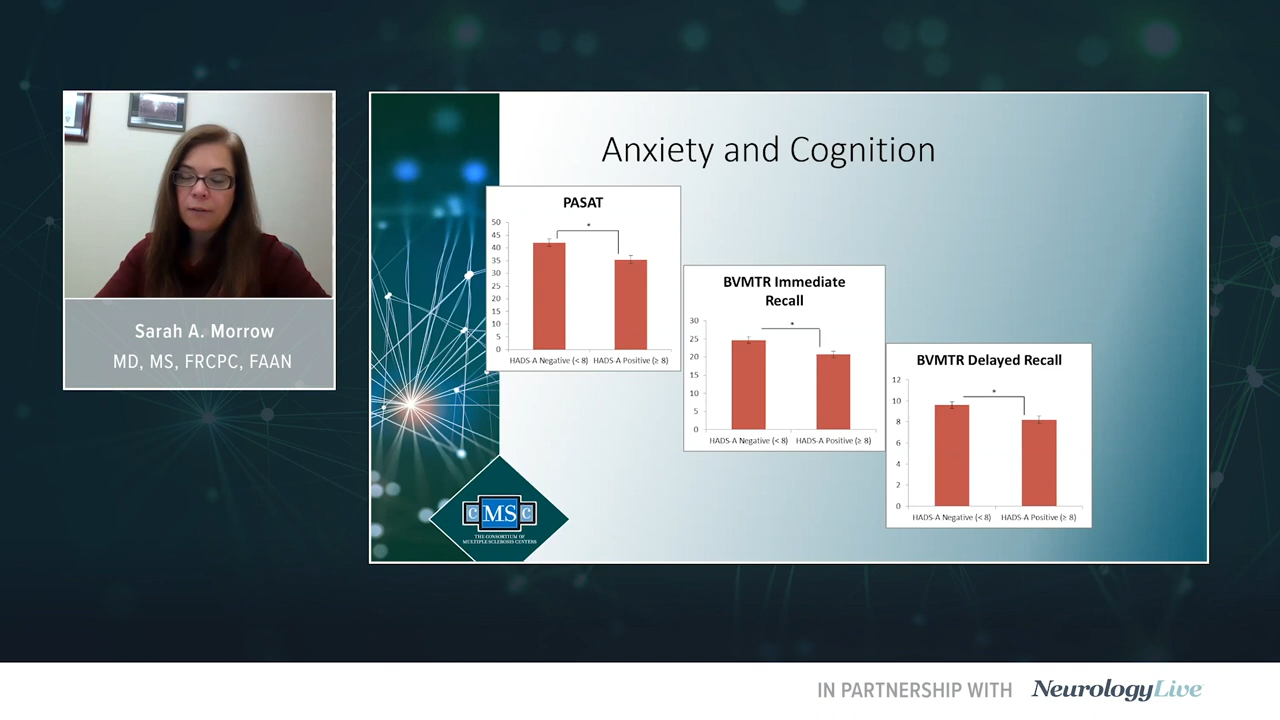 Sarah A. Morrow
MD, MS, FRCPC, FAAN
Anxiety and Cognition
PASAT
50
45
40
35
30
25
20
15
10
5
0
*
HADS-A Negative (< 8) HADS-A Positive (≥ 8)
BVMTR Immediate
Recall
30
25
20
15
10
5
0
*
HADS-A Negative (< 8) HADS-A Positive (≥ 8)
BVMTR Delayed Recall
12
10
8
6
4
2
0
*
HADS-A Negative (< 8) HADS-A Positive (≥ 8)
C MS C
THE CONSORTIUM OF
MULTIPLE SCLEROSIS CENTERS
IN PARTNERSHIP WITH NeurologyLive